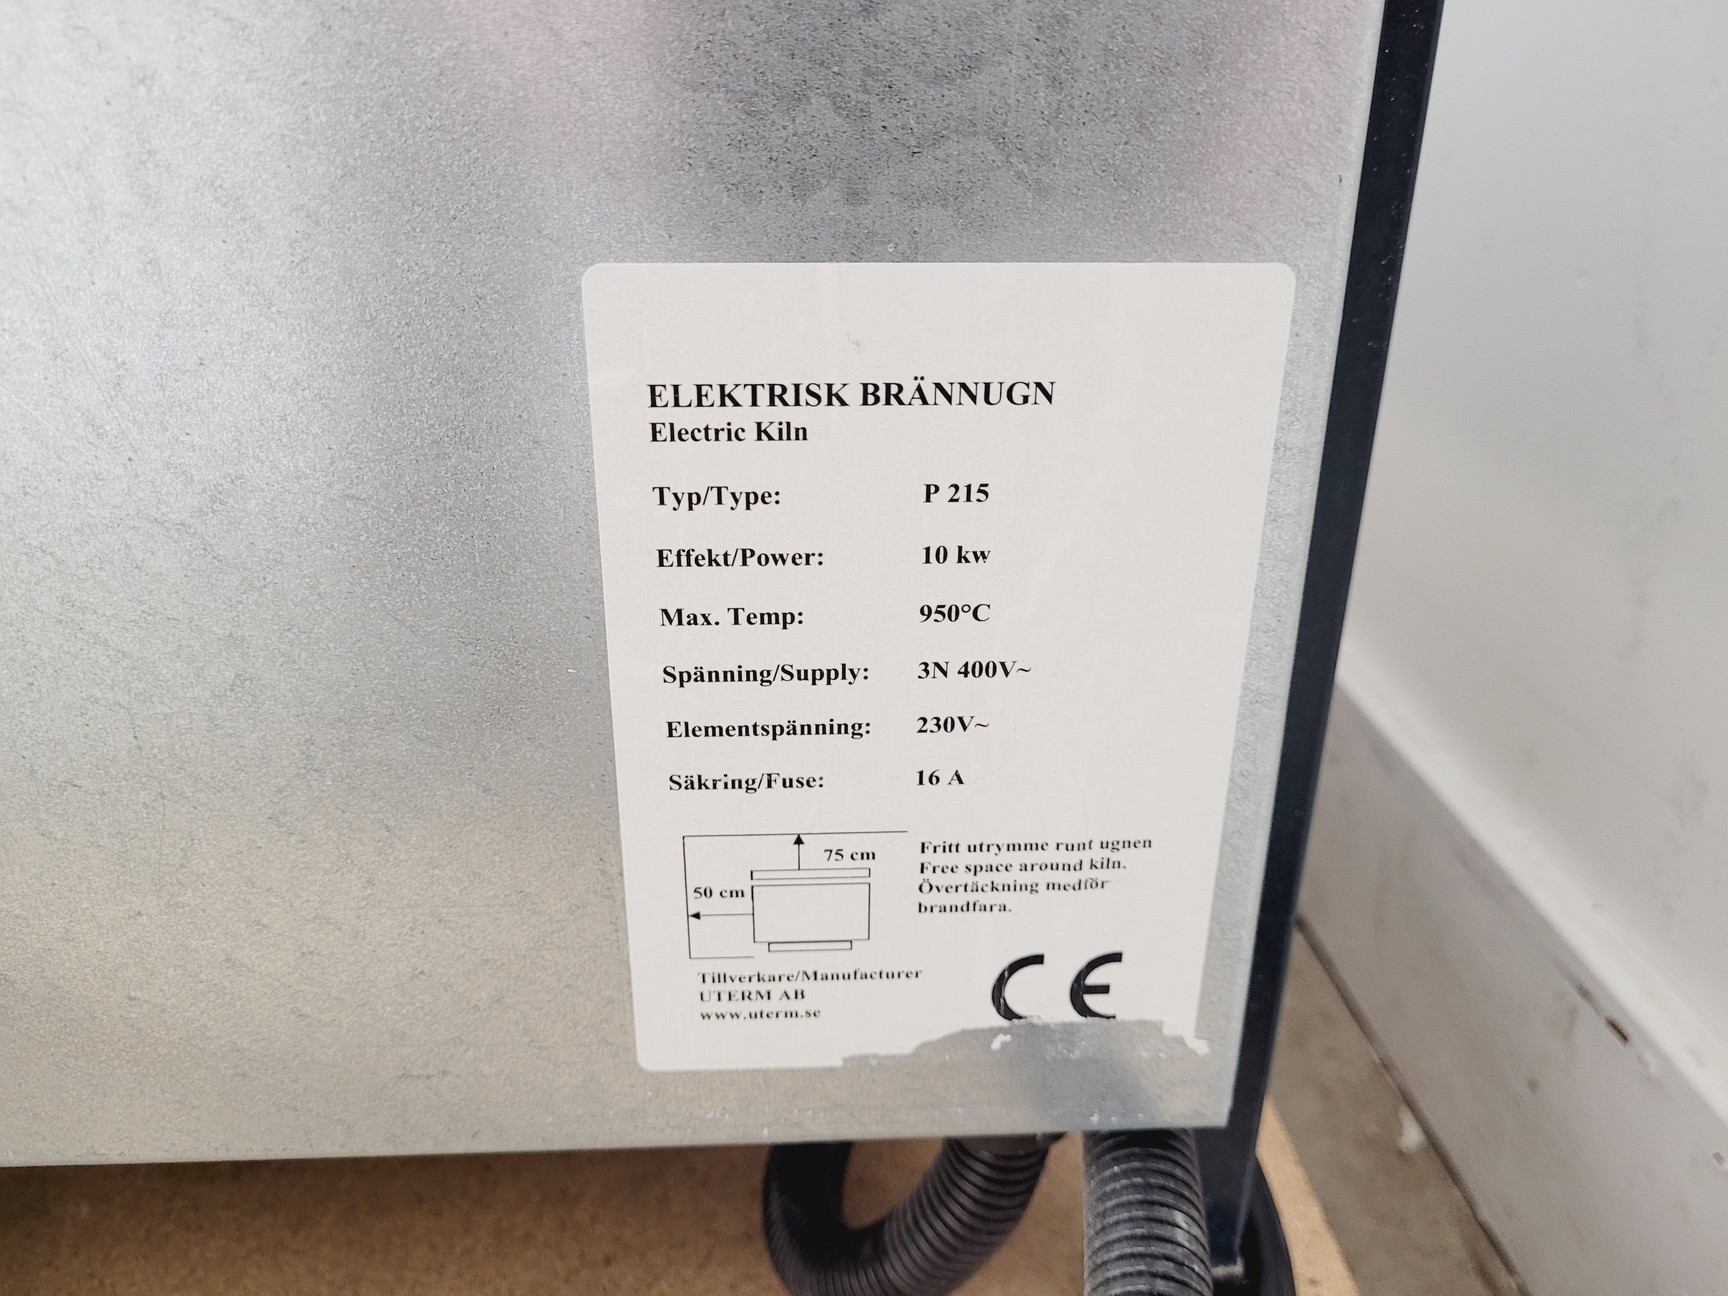 ELEKTRISK BRÄNNUGN
Electric Kiln
Typ/Type: P 215
Effekt/Power: 10 kw
Max. Temp: 950°C
Spänning/Supply: 3N 400V~
Elementspänning: 230V~
Säkring/Fuse: 16 A
75 cm
50 cm
Fritt utrymme runt ugnen
Free space around kiln.
Övertäckning medför
brandfara.
Tillverkare/Manufacturer
UTERM AB
www.uterm.se
CE